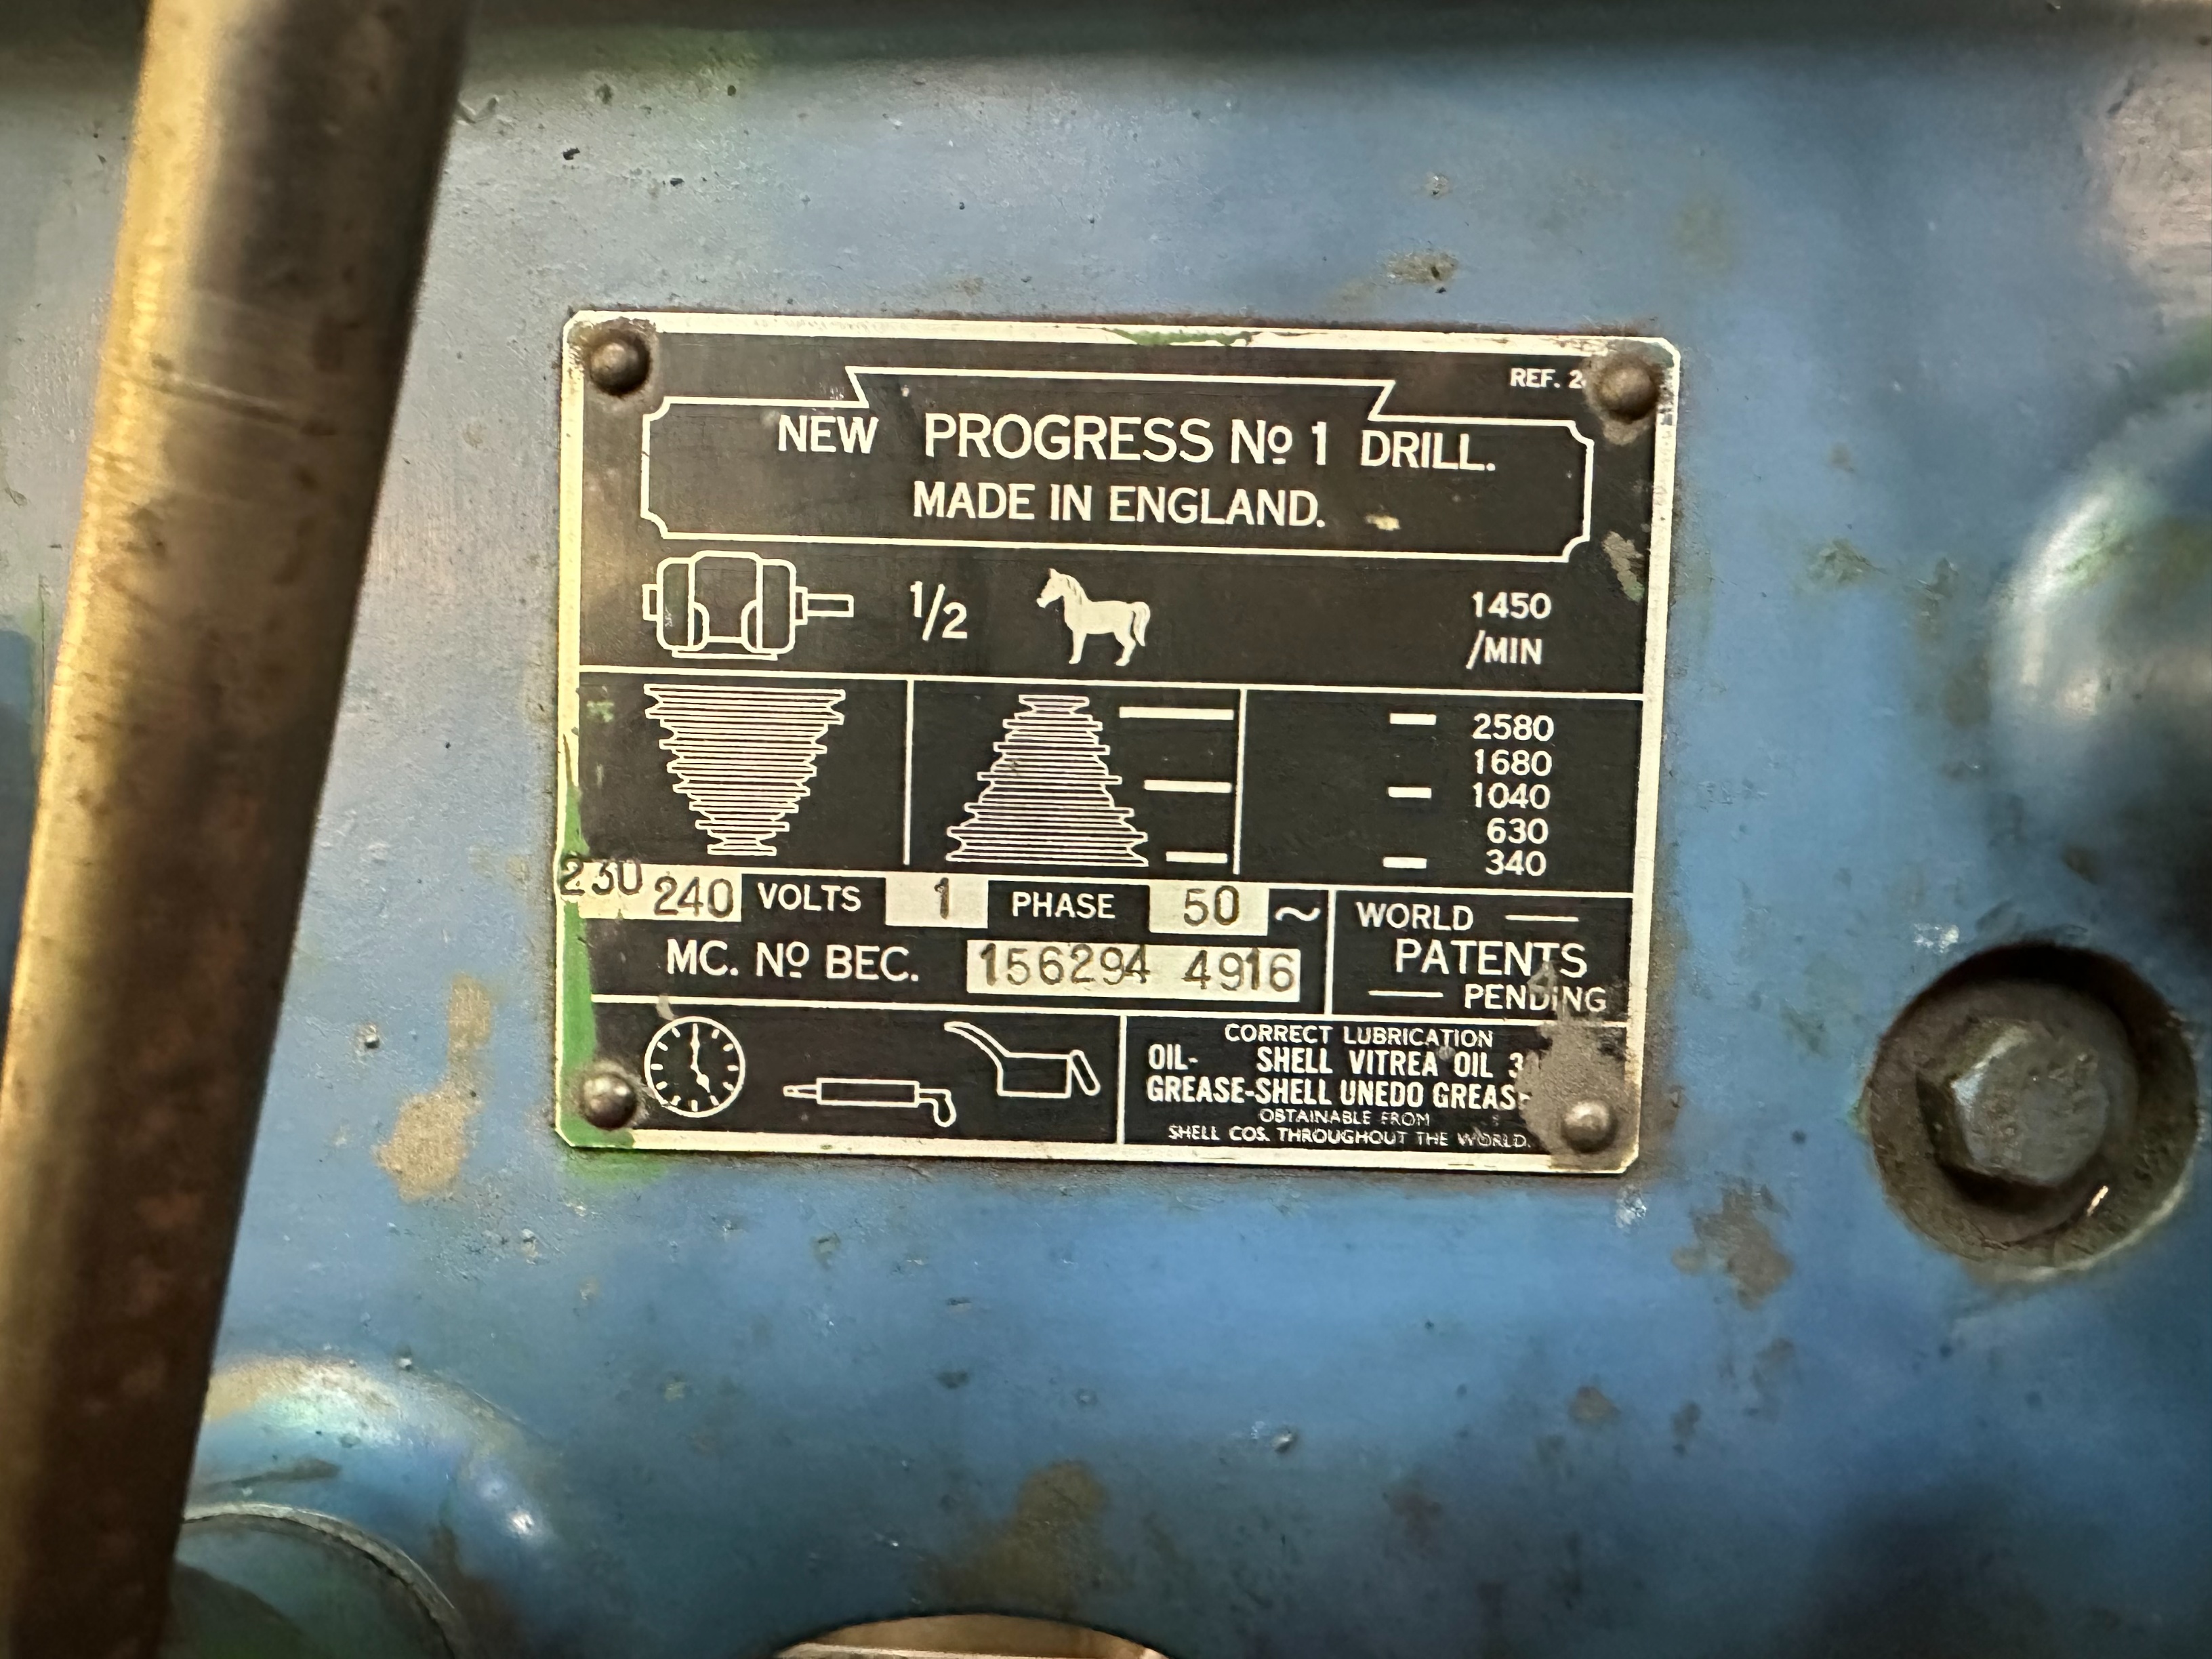 REF.
NEW PROGRESS Nº 1 DRILL.
MADE IN ENGLAND.
1/2
1450
/MIN
2580
1680
1040
630
340
230 240 VOLTS 1 PHASE 50 ~
MC. Nº BEC. 156294 4916
WORLD
PATENTS
PENDING
CORRECT LUBRICATION
OIL- SHELL VITREA OIL
GREASE-SHELL UNEDO GREASE
OBTAINABLE FROM
SHELL COS. THROUGHOUT THE WORLD.